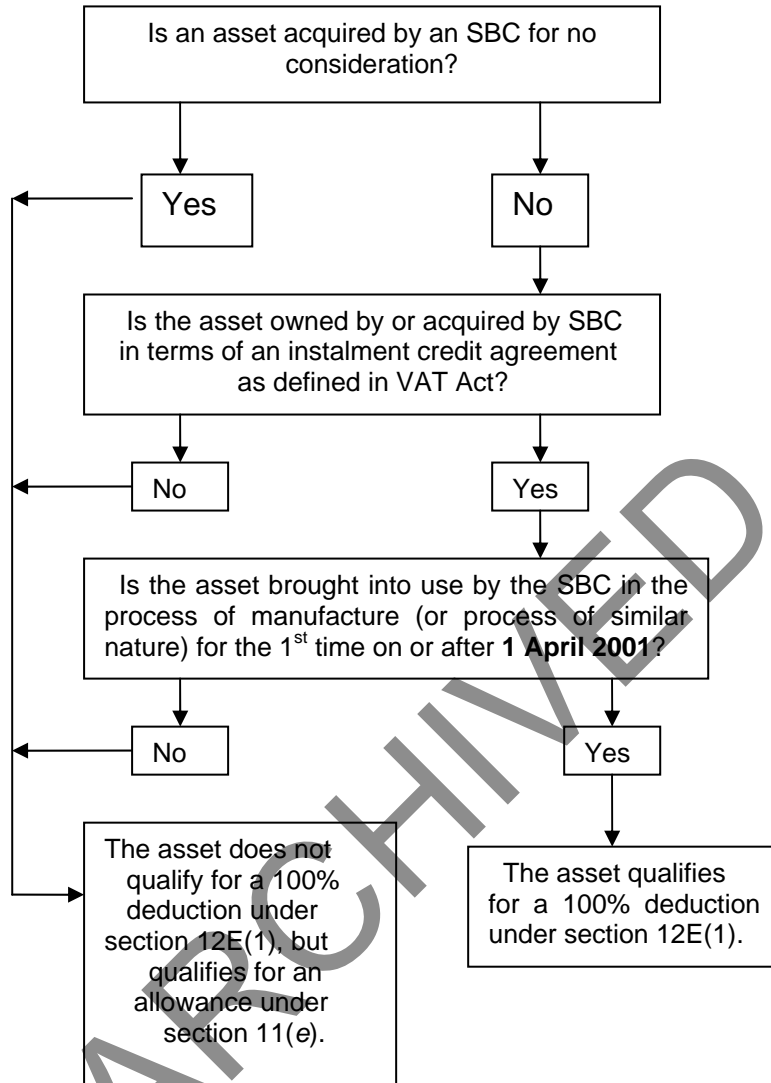 Is an asset acquired by an SBC for no
consideration?
Yes
No
Is the asset owned by or acquired by SBC
in terms of an instalment credit agreement
as defined in VAT Act?
No
Yes
Is the asset brought into use by the SBC in the
process of manufacture (or process of similar
nature) for the 1st time on or after 1 April 2001?
No
Yes
The asset does not
qualify for a 100%
deduction under
section 12E(1), but
qualifies for an
allowance under
section 11(e).
The asset qualifies
for a 100% deduction
under section 12E(1).
ARCHIVED